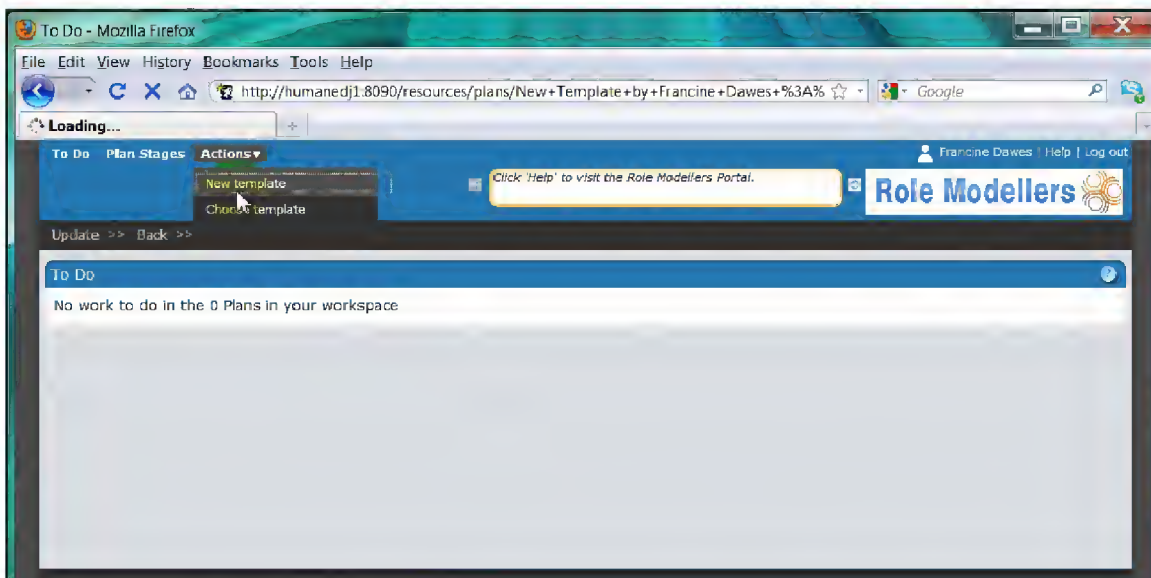 To Do - Mozilla Firefox
File Edit View History Bookmarks Tools Help
http://humanedj1:8090/resources/plans/New+Template+by+Francine+Dawes+%3A% Google
Loading...
To Do Plan Stages Actions▾ Francine Dawes | Help | Log out
New template
Click 'Help' to visit the Role Modellers Portal.
Role Modellers
template
Update >> Back >>
To Do
No work to do in the 0 Plans in your workspace